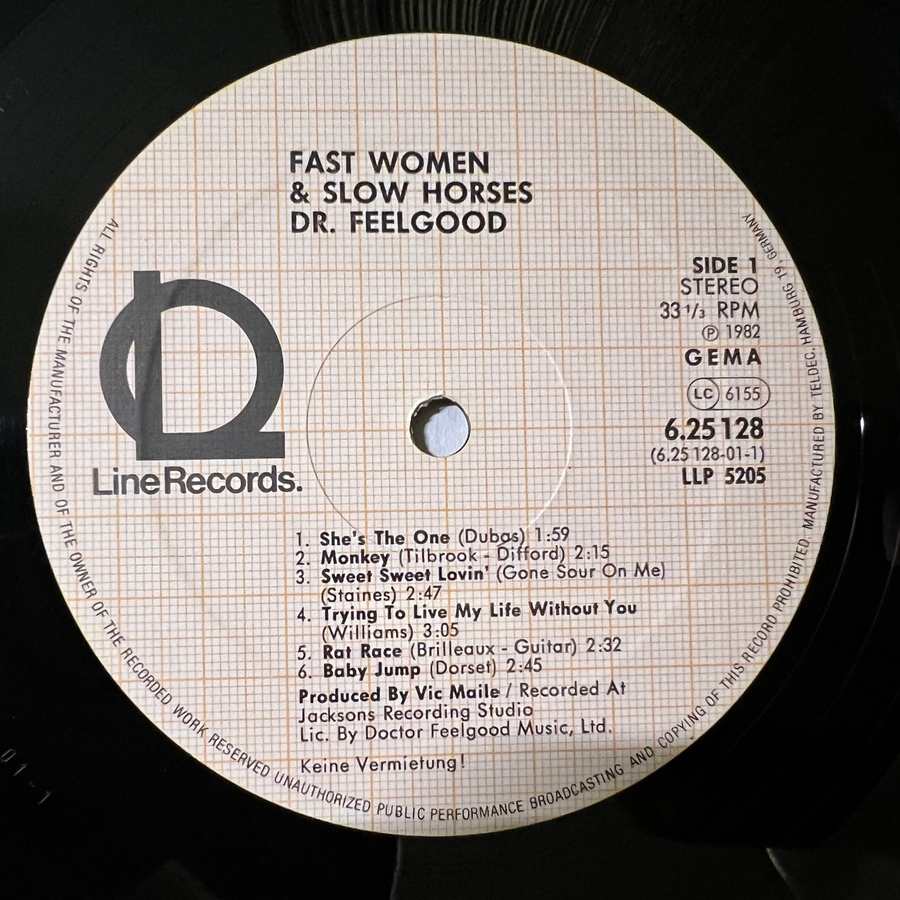 FAST WOMEN
& SLOW HORSES
DR. FEELGOOD
SIDE 1
STEREO
33 1/3 RPM
℗ 1982
GEMA
LC 6155
6.25 128
(6.25 128-01-1)
LLP 5205
LineRecords.
1. She's The One (Dubas) 1:59
2. Monkey (Tilbrook - Difford) 2:15
3. Sweet Sweet Lovin' (Gone Sour On Me)
(Staines) 2:47
4. Trying To Live My Life Without You
(Williams) 3:05
5. Rat Race (Brilleaux - Guitar) 2:32
6. Baby Jump (Dorset) 2:45
Produced By Vic Maile / Recorded At
Jacksons Recording Studio
Lic. By Doctor Feelgood Music, Ltd.
Keine Vermietung!
ALL RIGHTS OF THE MANUFACTURER AND OF THE OWNER OF THE RECORDED WORK RESERVED UNAUTHORIZED PUBLIC PERFORMANCE BROADCASTING AND COPYING OF THIS RECORD PROHIBITED. MANUFACTURED BY TELDEC, HAMBURG 19, GERMANY
01-1